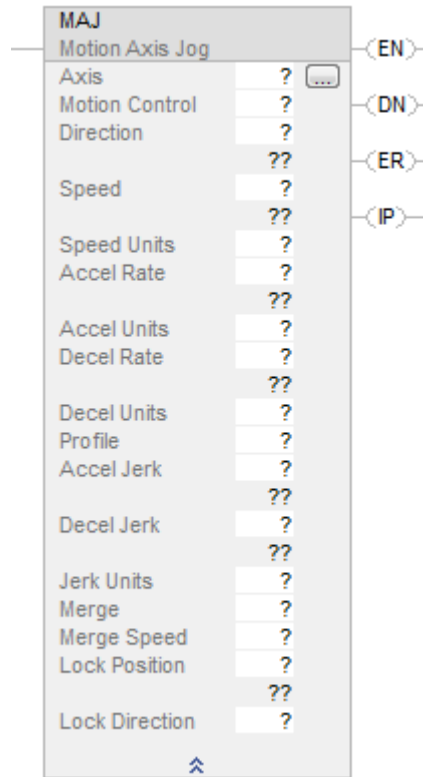 MAJ
Motion Axis Jog
(EN)
Axis ? ...
Motion Control ?
(DN)
Direction ?
??
(ER)
Speed ?
??
(IP)
Speed Units ?
Accel Rate ?
??
Accel Units ?
Decel Rate ?
??
Decel Units ?
Profile ?
Accel Jerk ?
??
Decel Jerk ?
??
Jerk Units ?
Merge ?
Merge Speed ?
Lock Position ?
??
Lock Direction ?